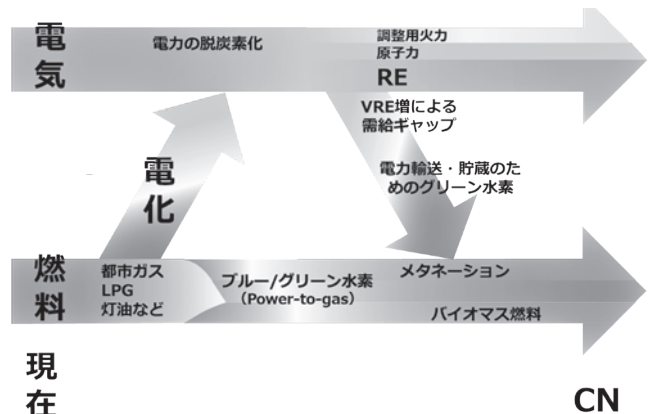 電気
電力の脱炭素化
調整用火力
原子力
RE
VRE増による
需給ギャップ
電化
電力輸送・貯蔵のた
めのグリーン水素
燃料
都市ガス
LPG
灯油など
ブルー/グリーン水素
（Power-to-gas）
メタネーション
バイオマス燃料
現在
CN